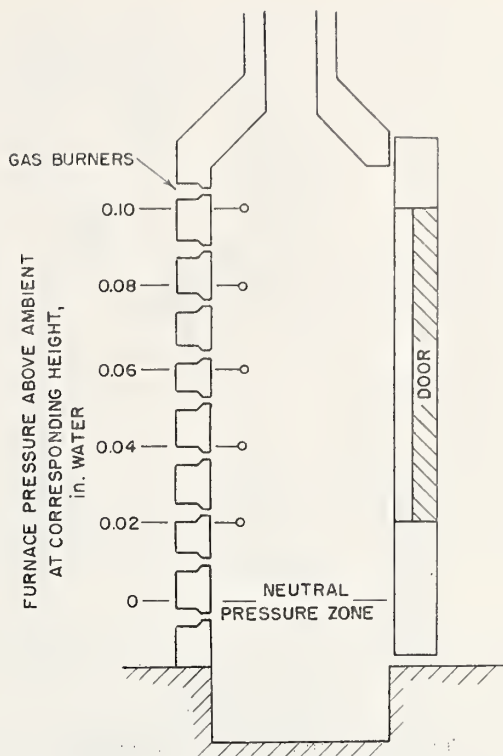 GAS BURNERS
0.10
0.08
0.06
0.04
0.02
0
FURNACE PRESSURE ABOVE AMBIENT
AT CORRESPONDING HEIGHT,
in. WATER
DOOR
NEUTRAL
PRESSURE ZONE